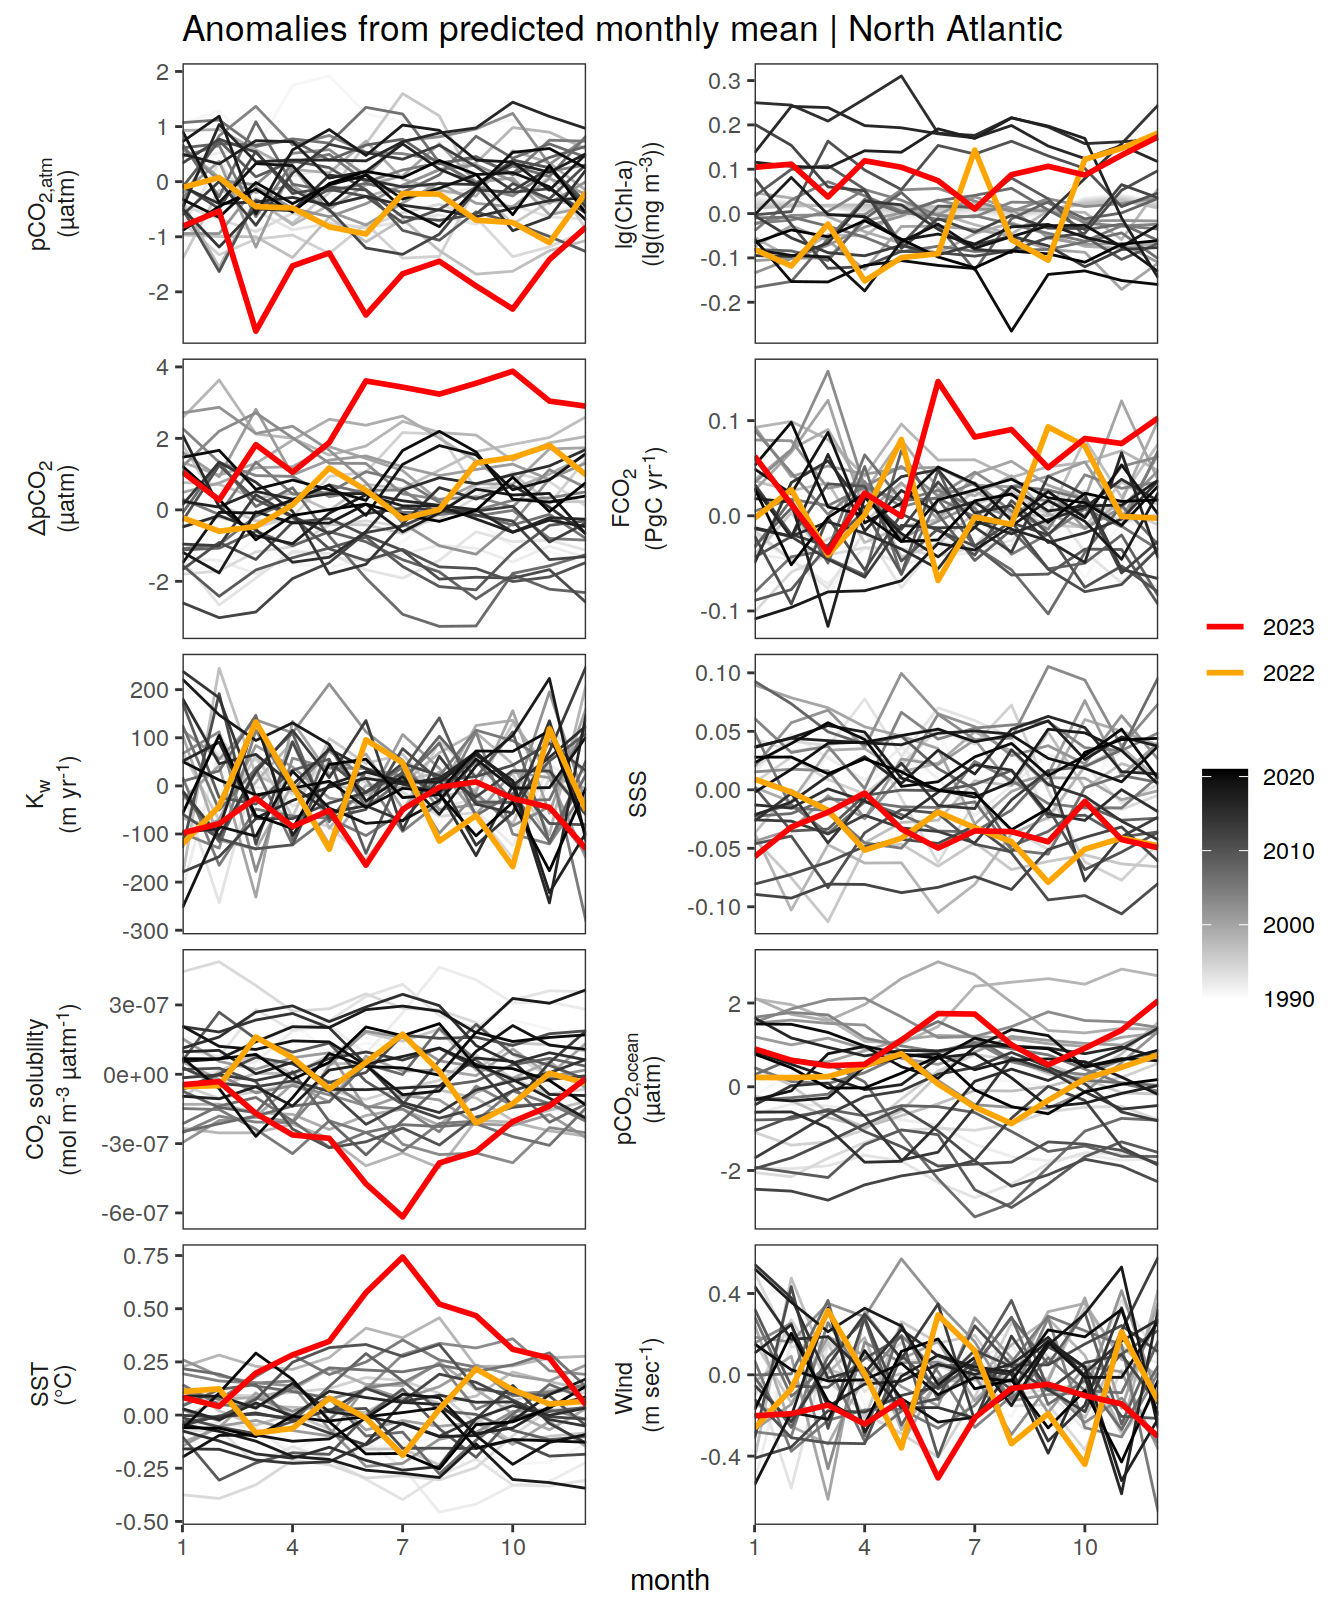 Anomalies from predicted monthly mean | North Atlantic
pCO₂,atm
(µatm)
2
1
0
-1
-2
lg(Chl-a)
(lg(mg m⁻³))
0.3
0.2
0.1
0.0
-0.1
-0.2
ΔpCO₂
(µatm)
4
2
0
-2
FCO₂
(PgC yr⁻¹)
0.1
0.0
-0.1
Kw
(m yr⁻¹)
200
100
0
-100
-200
-300
SSS
0.10
0.05
0.00
-0.05
-0.10
CO₂ solubility
(mol m⁻³ µatm⁻¹)
3e-07
0e+00
-3e-07
-6e-07
pCO₂,ocean
(µatm)
2
0
-2
SST
(°C)
0.75
0.50
0.25
0.00
-0.25
-0.50
1
4
7
10
Wind
(m sec⁻¹)
0.4
0.0
-0.4
1
4
7
10
month
2023
2022
2020
2010
2000
1990